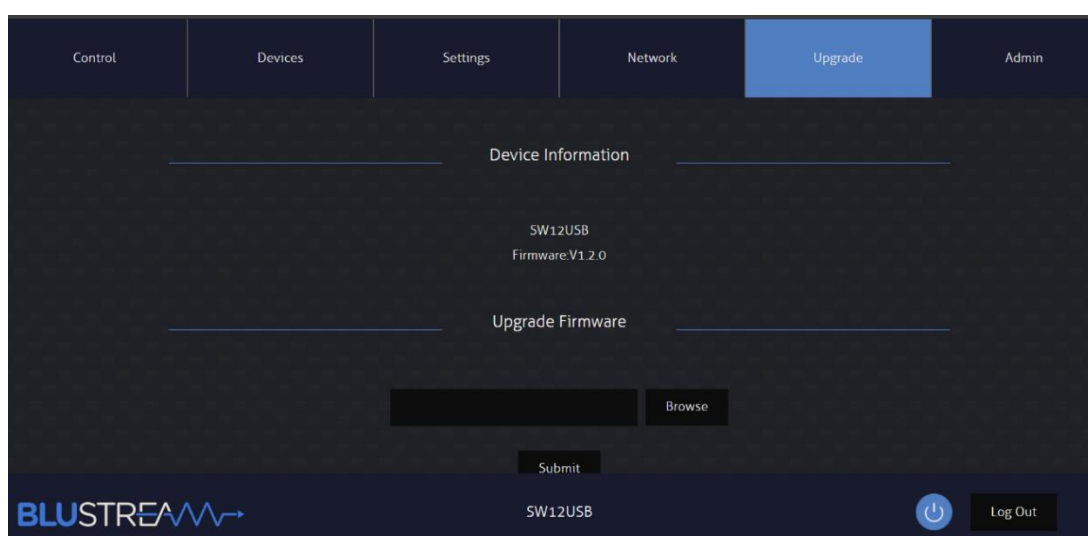 Control Devices Settings Network Upgrade Admin
Device Information
SW12USB
Firmware:V1.2.0
Upgrade Firmware
Browse
Submit
BLUSTREAM SW12USB Log Out